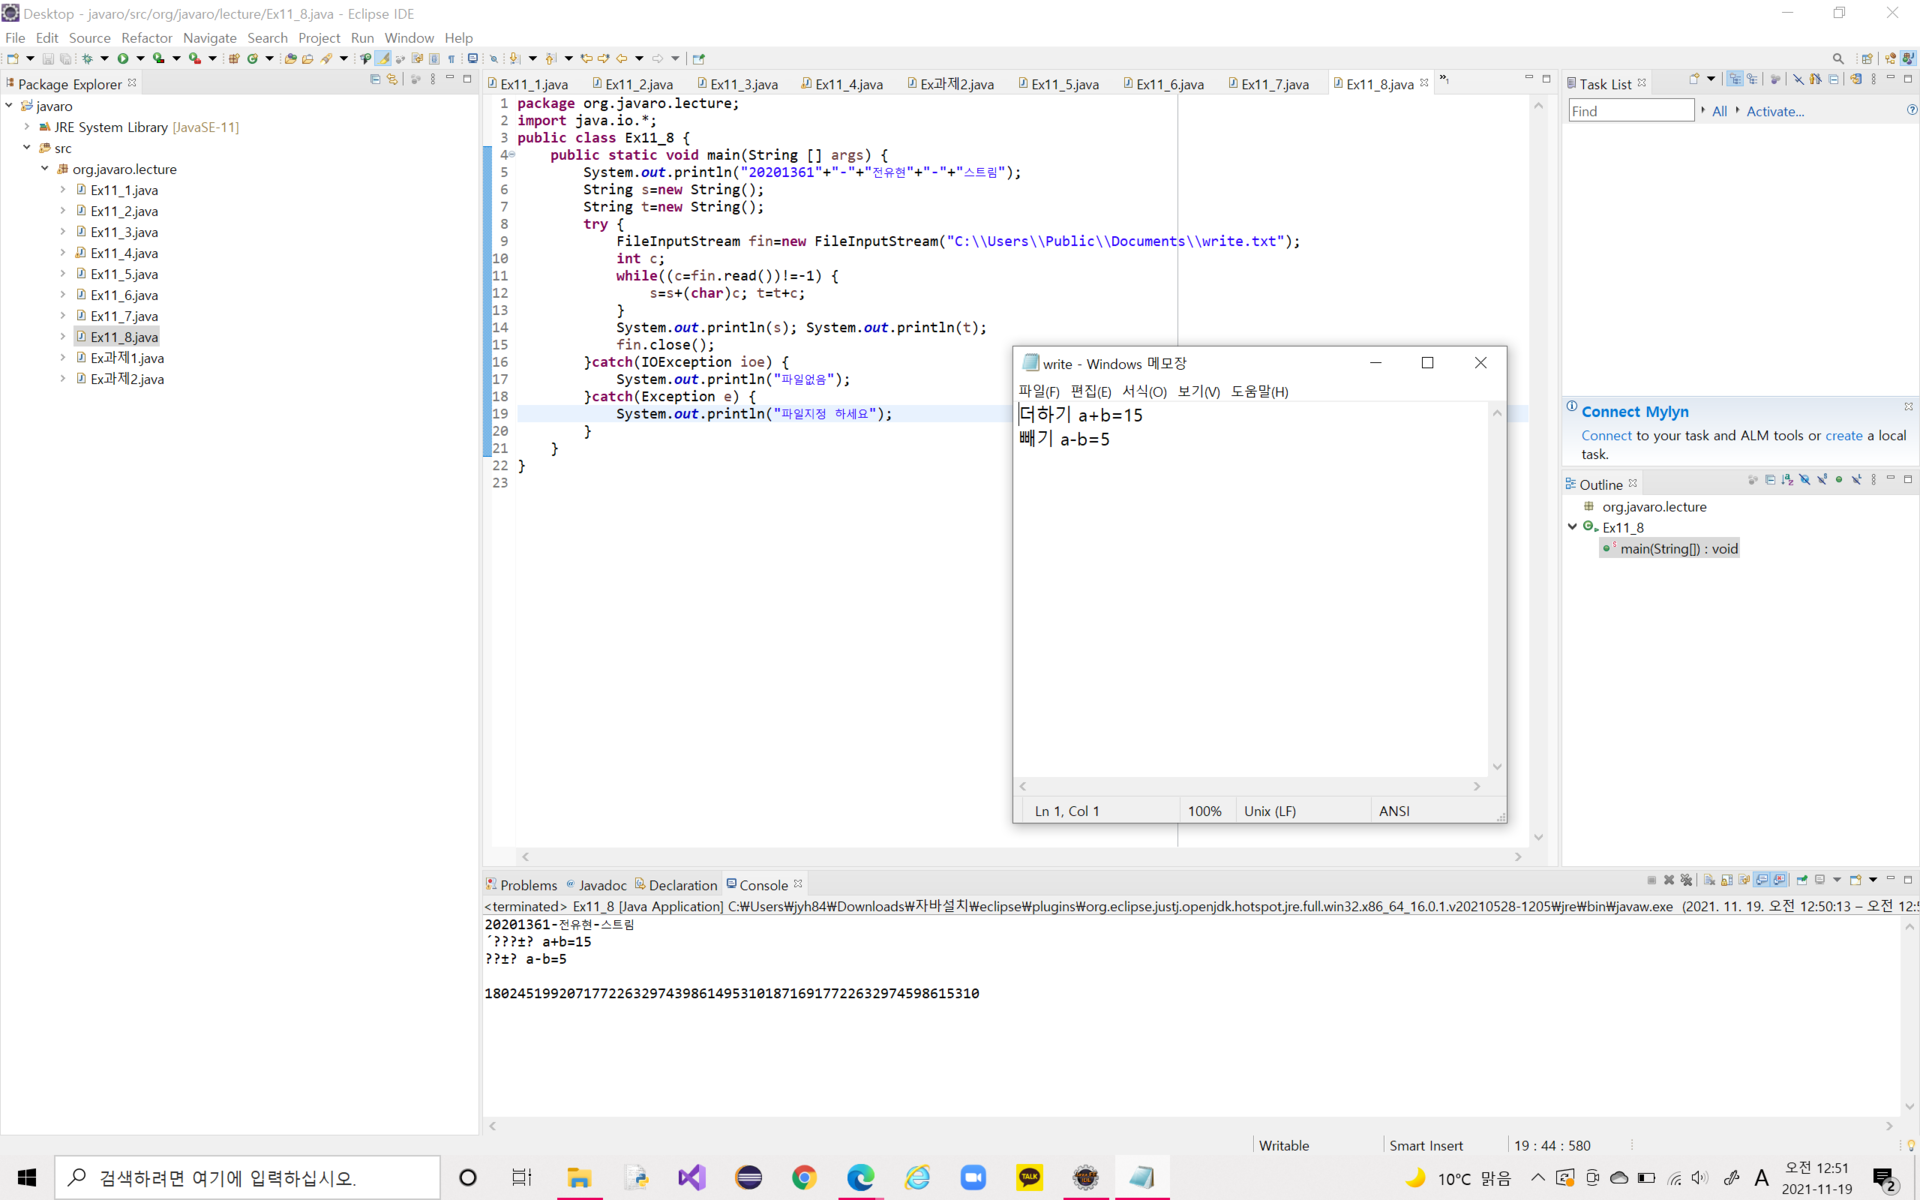 Desktop - javaro/src/org/javaro/lecture/Ex11_8.java - Eclipse IDE
File Edit Source Refactor Navigate Search Project Run Window Help
Package Explorer
javaro
JRE System Library [JavaSE-11]
src
org.javaro.lecture
Ex11_1.java
Ex11_2.java
Ex11_3.java
Ex11_4.java
Ex11_5.java
Ex11_6.java
Ex11_7.java
Ex11_8.java
Ex과제1.java
Ex과제2.java
Ex11_1.java Ex11_2.java Ex11_3.java Ex11_4.java Ex과제2.java Ex11_5.java Ex11_6.java Ex11_7.java Ex11_8.java
1 package org.javaro.lecture;
2 import java.io.*;
3 public class Ex11_8 {
4 public static void main(String [] args) {
5 System.out.println("20201361"+"-"+"전유현"+"-"+"스트림");
6 String s=new String();
7 String t=new String();
8 try {
9 FileInputStream fin=new FileInputStream("C:\\Users\\Public\\Documents\\write.txt");
10 int c;
11 while((c=fin.read())!=-1) {
12 s=s+(char)c; t=t+c;
13 }
14 System.out.println(s); System.out.println(t);
15 fin.close();
16 }catch(IOException ioe) {
17 System.out.println("파일없음");
18 }catch(Exception e) {
19 System.out.println("파일지정 하세요");
20 }
21 }
22 }
23
write - Windows 메모장
파일(F) 편집(E) 서식(O) 보기(V) 도움말(H)
더하기 a+b=15
빼기 a-b=5
Ln 1, Col 1 100% Unix (LF) ANSI
Task List
Find All Activate...
Connect Mylyn
Connect to your task and ALM tools or create a local
task.
Outline
org.javaro.lecture
Ex11_8
main(String[]) : void
Problems Javadoc Declaration Console
<terminated> Ex11_8 [Java Application] C:₩Users₩jyh84₩Downloads₩자바설치₩eclipse₩plugins₩org.eclipse.justj.openjdk.hotspot.jre.full.win32.x86_64_16.0.1.v20210528-1205₩jre₩bin₩javaw.exe (2021. 11. 19. 오전 12:50:13 – 오전 12:5
20201361-전유현-스트림
´???±? a+b=15
??±? a-b=5
180245199207177226329743986149531018716917722632974598615310
Writable Smart Insert 19 : 44 : 580
검색하려면 여기에 입력하십시오.
TALK
10°C 맑음
A
오전 12:51
2021-11-19
2